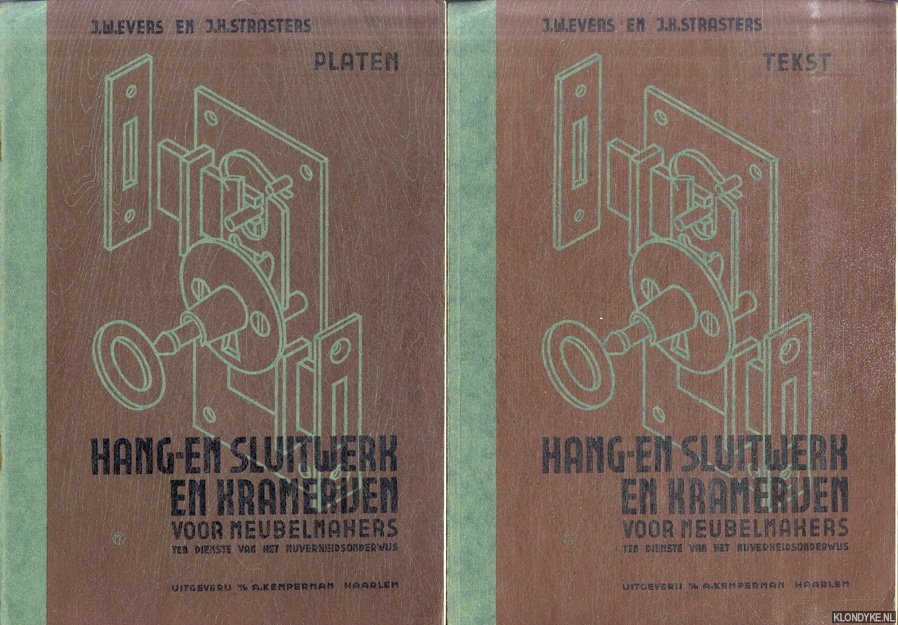 J.W.EVERS EN J.H.STRASTERS
PLATEN
HANG-EN SLUITWERK
EN KRAMERIJEN
VOOR MEUBELMAKERS
TEN DIENSTE VAN HET NIJVERHEIDSONDERWIJS
UITGEVERIJ V/H A.KEMPERMAN HAARLEM
J.W.EVERS EN J.H.STRASTERS
TEKST
HANG-EN SLUITWERK
EN KRAMERIJEN
VOOR MEUBELMAKERS
TEN DIENSTE VAN HET NIJVERHEIDSONDERWIJS
UITGEVERIJ V/H A.KEMPERMAN HAARLEM
KLONDYKE.NL